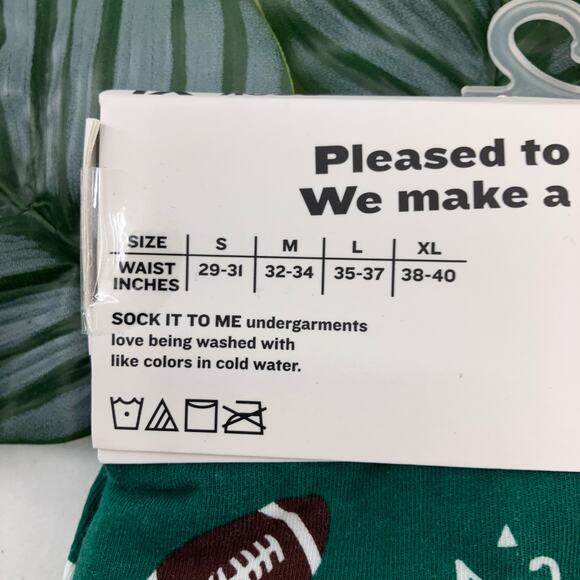 Pleased to
We make a
SIZE S M L XL
WAIST INCHES 29-31 32-34 35-37 38-40
SOCK IT TO ME undergarments
love being washed with
like colors in cold water.